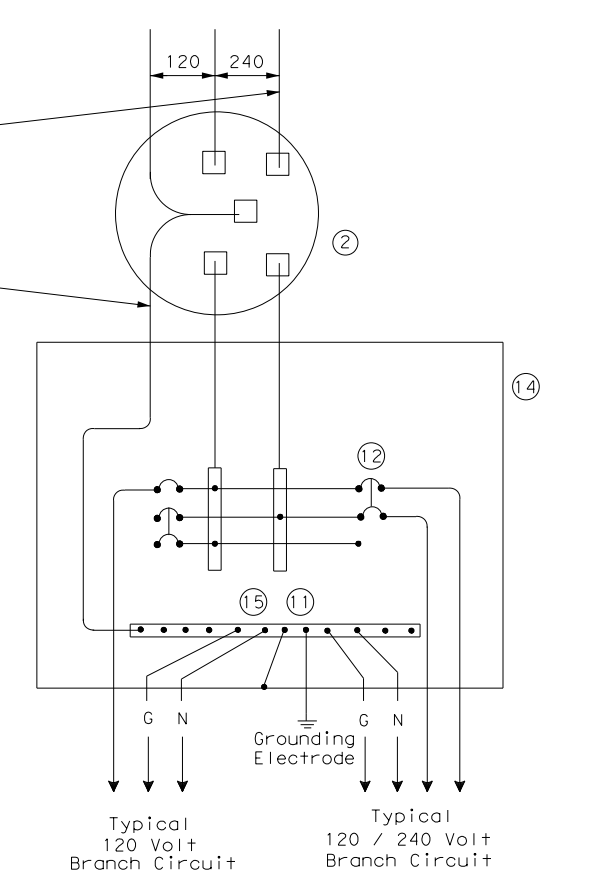 120 240
2
14
12
15 11
G N
G N
Grounding
Electrode
Typical
120 Volt
Branch Circuit
Typical
120 / 240 Volt
Branch Circuit